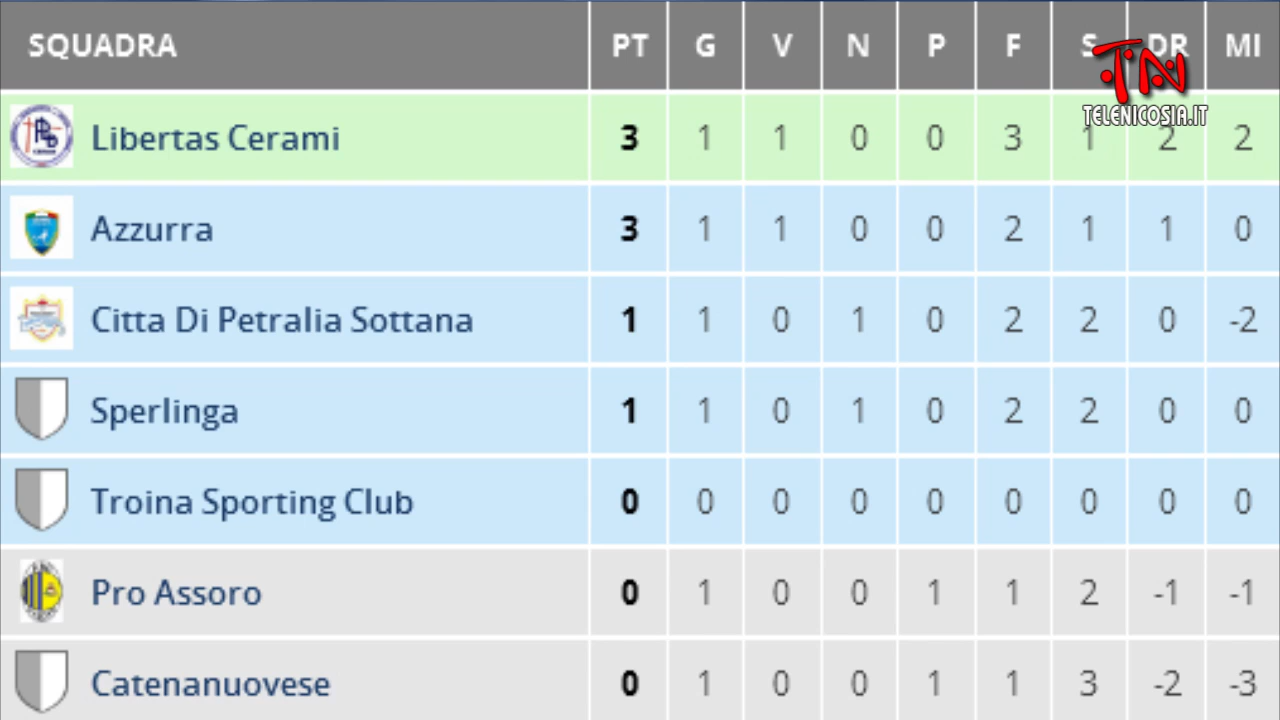 SQUADRA PT G V N P F S DR MI
TN
TELENICOSIA.IT
Libertas Cerami 3 1 1 0 0 3 1 2 2
Azzurra 3 1 1 0 0 2 1 1 0
Citta Di Petralia Sottana 1 1 0 1 0 2 2 0 -2
Sperlinga 1 1 0 1 0 2 2 0 0
Troina Sporting Club 0 0 0 0 0 0 0 0 0
Pro Assoro 0 1 0 0 1 1 2 -1 -1
Catenanuovese 0 1 0 0 1 1 3 -2 -3